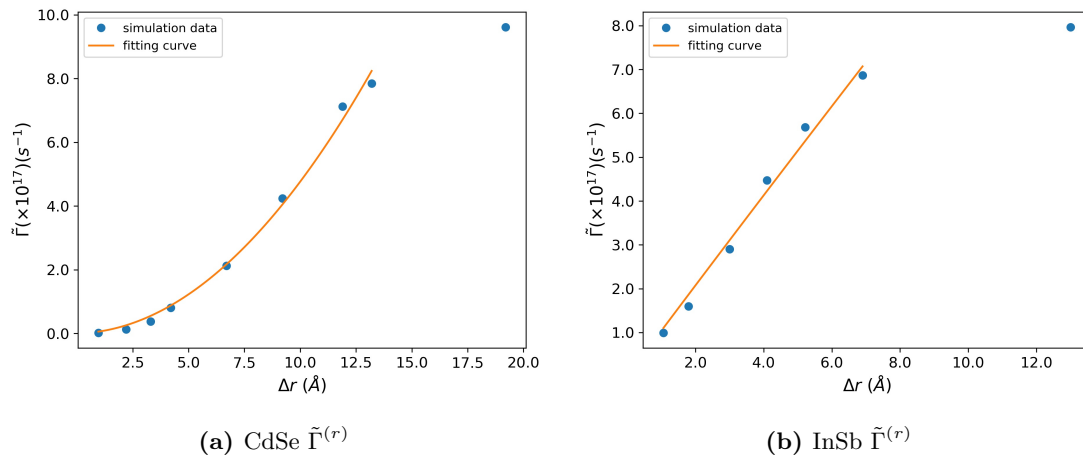 simulation data
fitting curve
Γ̃(×10¹⁷)(s⁻¹)
10.0
8.0
6.0
4.0
2.0
0.0
2.5 5.0 7.5 10.0 12.5 15.0 17.5 20.0
Δr (Å)
(a) CdSe Γ̃⁽ʳ⁾
simulation data
fitting curve
Γ̃(×10¹⁷)(s⁻¹)
8.0
7.0
6.0
5.0
4.0
3.0
2.0
1.0
2.0 4.0 6.0 8.0 10.0 12.0
Δr (Å)
(b) InSb Γ̃⁽ʳ⁾